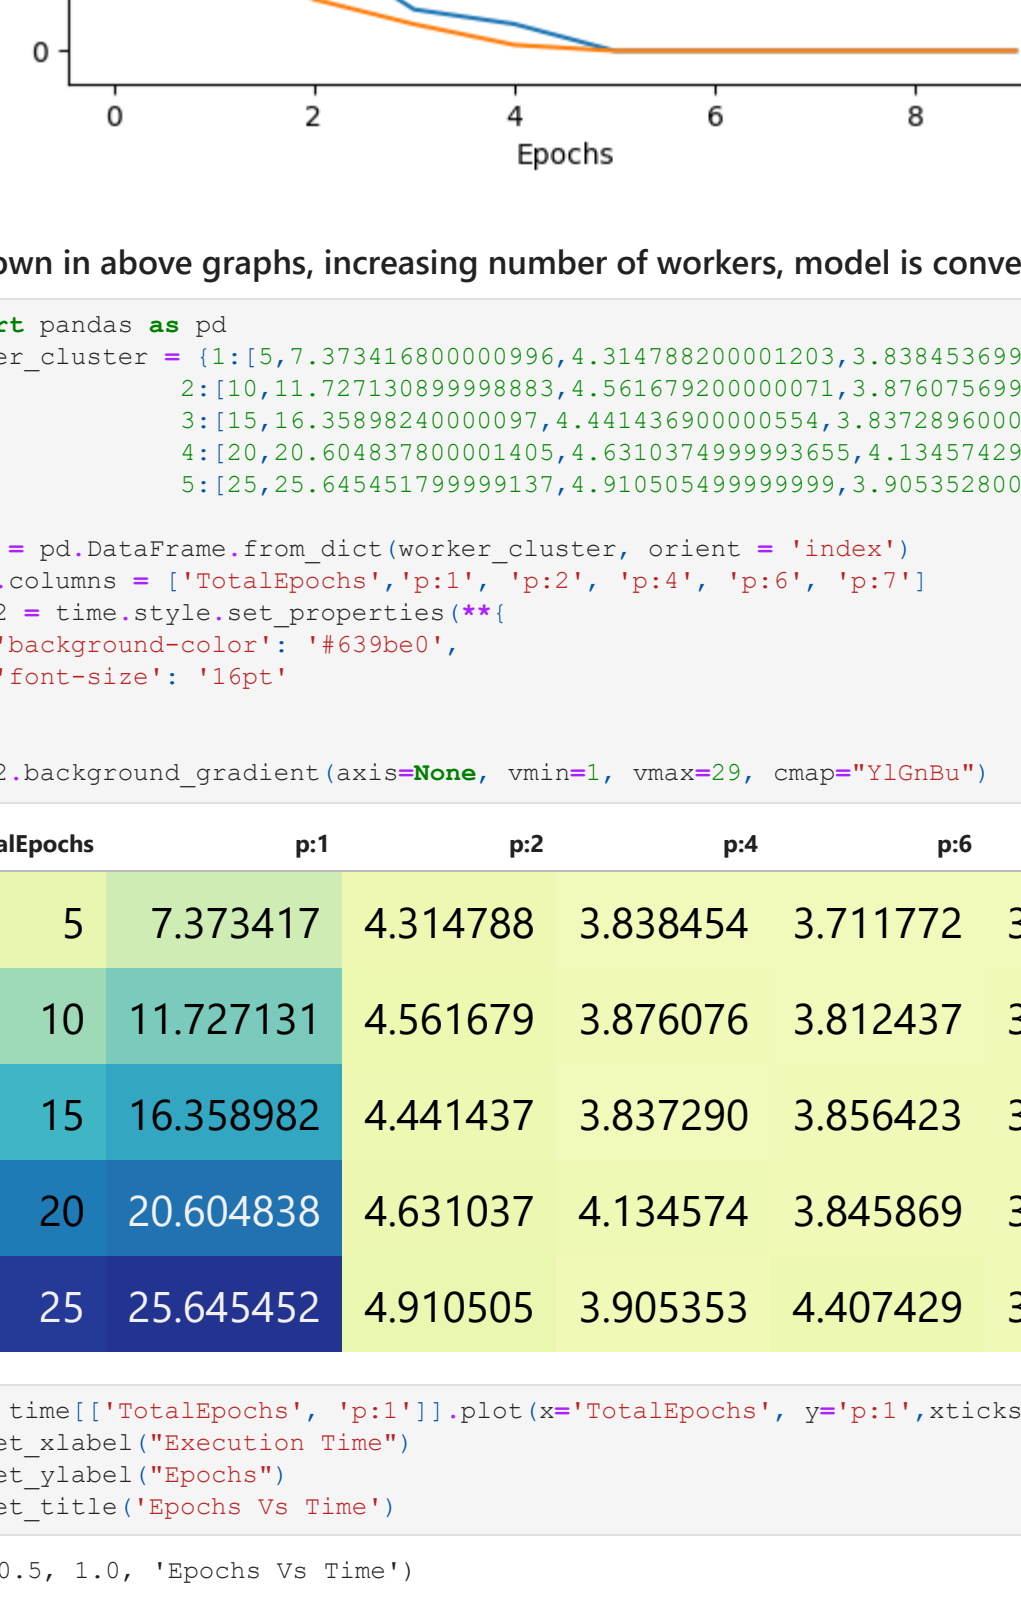 0
0 2 4 6 8
Epochs
own in above graphs, increasing number of workers, model is conve
rt pandas as pd
er_cluster = {1:[5,7.373416800000996,4.314788200001203,3.838453699
2:[10,11.727130899998883,4.561679200000071,3.876075699
3:[15,16.35898240000097,4.441436900000554,3.8372896000
4:[20,20.604837800001405,4.6310374999993655,4.13457429
5:[25,25.645451799999137,4.910505499999999,3.905352800
= pd.DataFrame.from_dict(worker_cluster, orient = 'index')
.columns = ['TotalEpochs','p:1', 'p:2', 'p:4', 'p:6', 'p:7']
2 = time.style.set_properties(**{
'background-color': '#639be0',
'font-size': '16pt'
2.background_gradient(axis=None, vmin=1, vmax=29, cmap="YlGnBu")
alEpochs p:1 p:2 p:4 p:6
5 7.373417 4.314788 3.838454 3.711772 3
10 11.727131 4.561679 3.876076 3.812437 3
15 16.358982 4.441437 3.837290 3.856423 3
20 20.604838 4.631037 4.134574 3.845869 3
25 25.645452 4.910505 3.905353 4.407429 3
time[['TotalEpochs', 'p:1']].plot(x='TotalEpochs', y='p:1',xticks
et_xlabel("Execution Time")
et_ylabel("Epochs")
et_title('Epochs Vs Time')
0.5, 1.0, 'Epochs Vs Time')